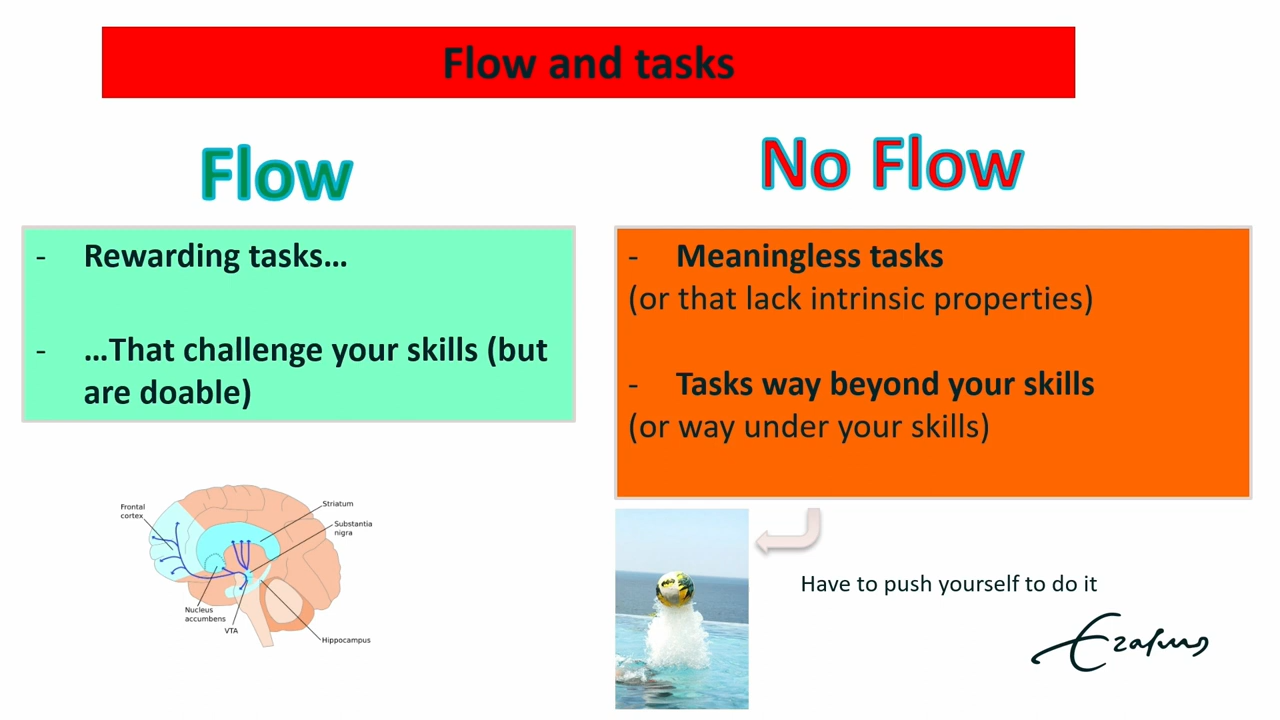 Flow and tasks
Flow
No Flow
- Rewarding tasks…
- …That challenge your skills (but
are doable)
- Meaningless tasks
(or that lack intrinsic properties)
- Tasks way beyond your skills
(or way under your skills)
Frontal
cortex
Striatum
Substantia
nigra
Nucleus
accumbens
VTA
Hippocampus
Have to push yourself to do it
Erasmus